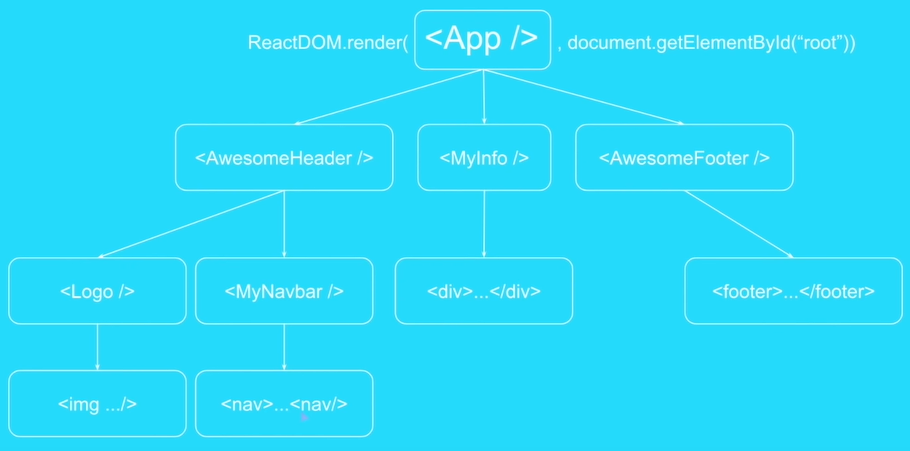 ReactDOM.render( <App /> , document.getElementById(“root”))
<AwesomeHeader /> <MyInfo /> <AwesomeFooter />
<Logo /> <MyNavbar /> <div>...</div> <footer>...</footer>
<img .../> <nav>...<nav/>